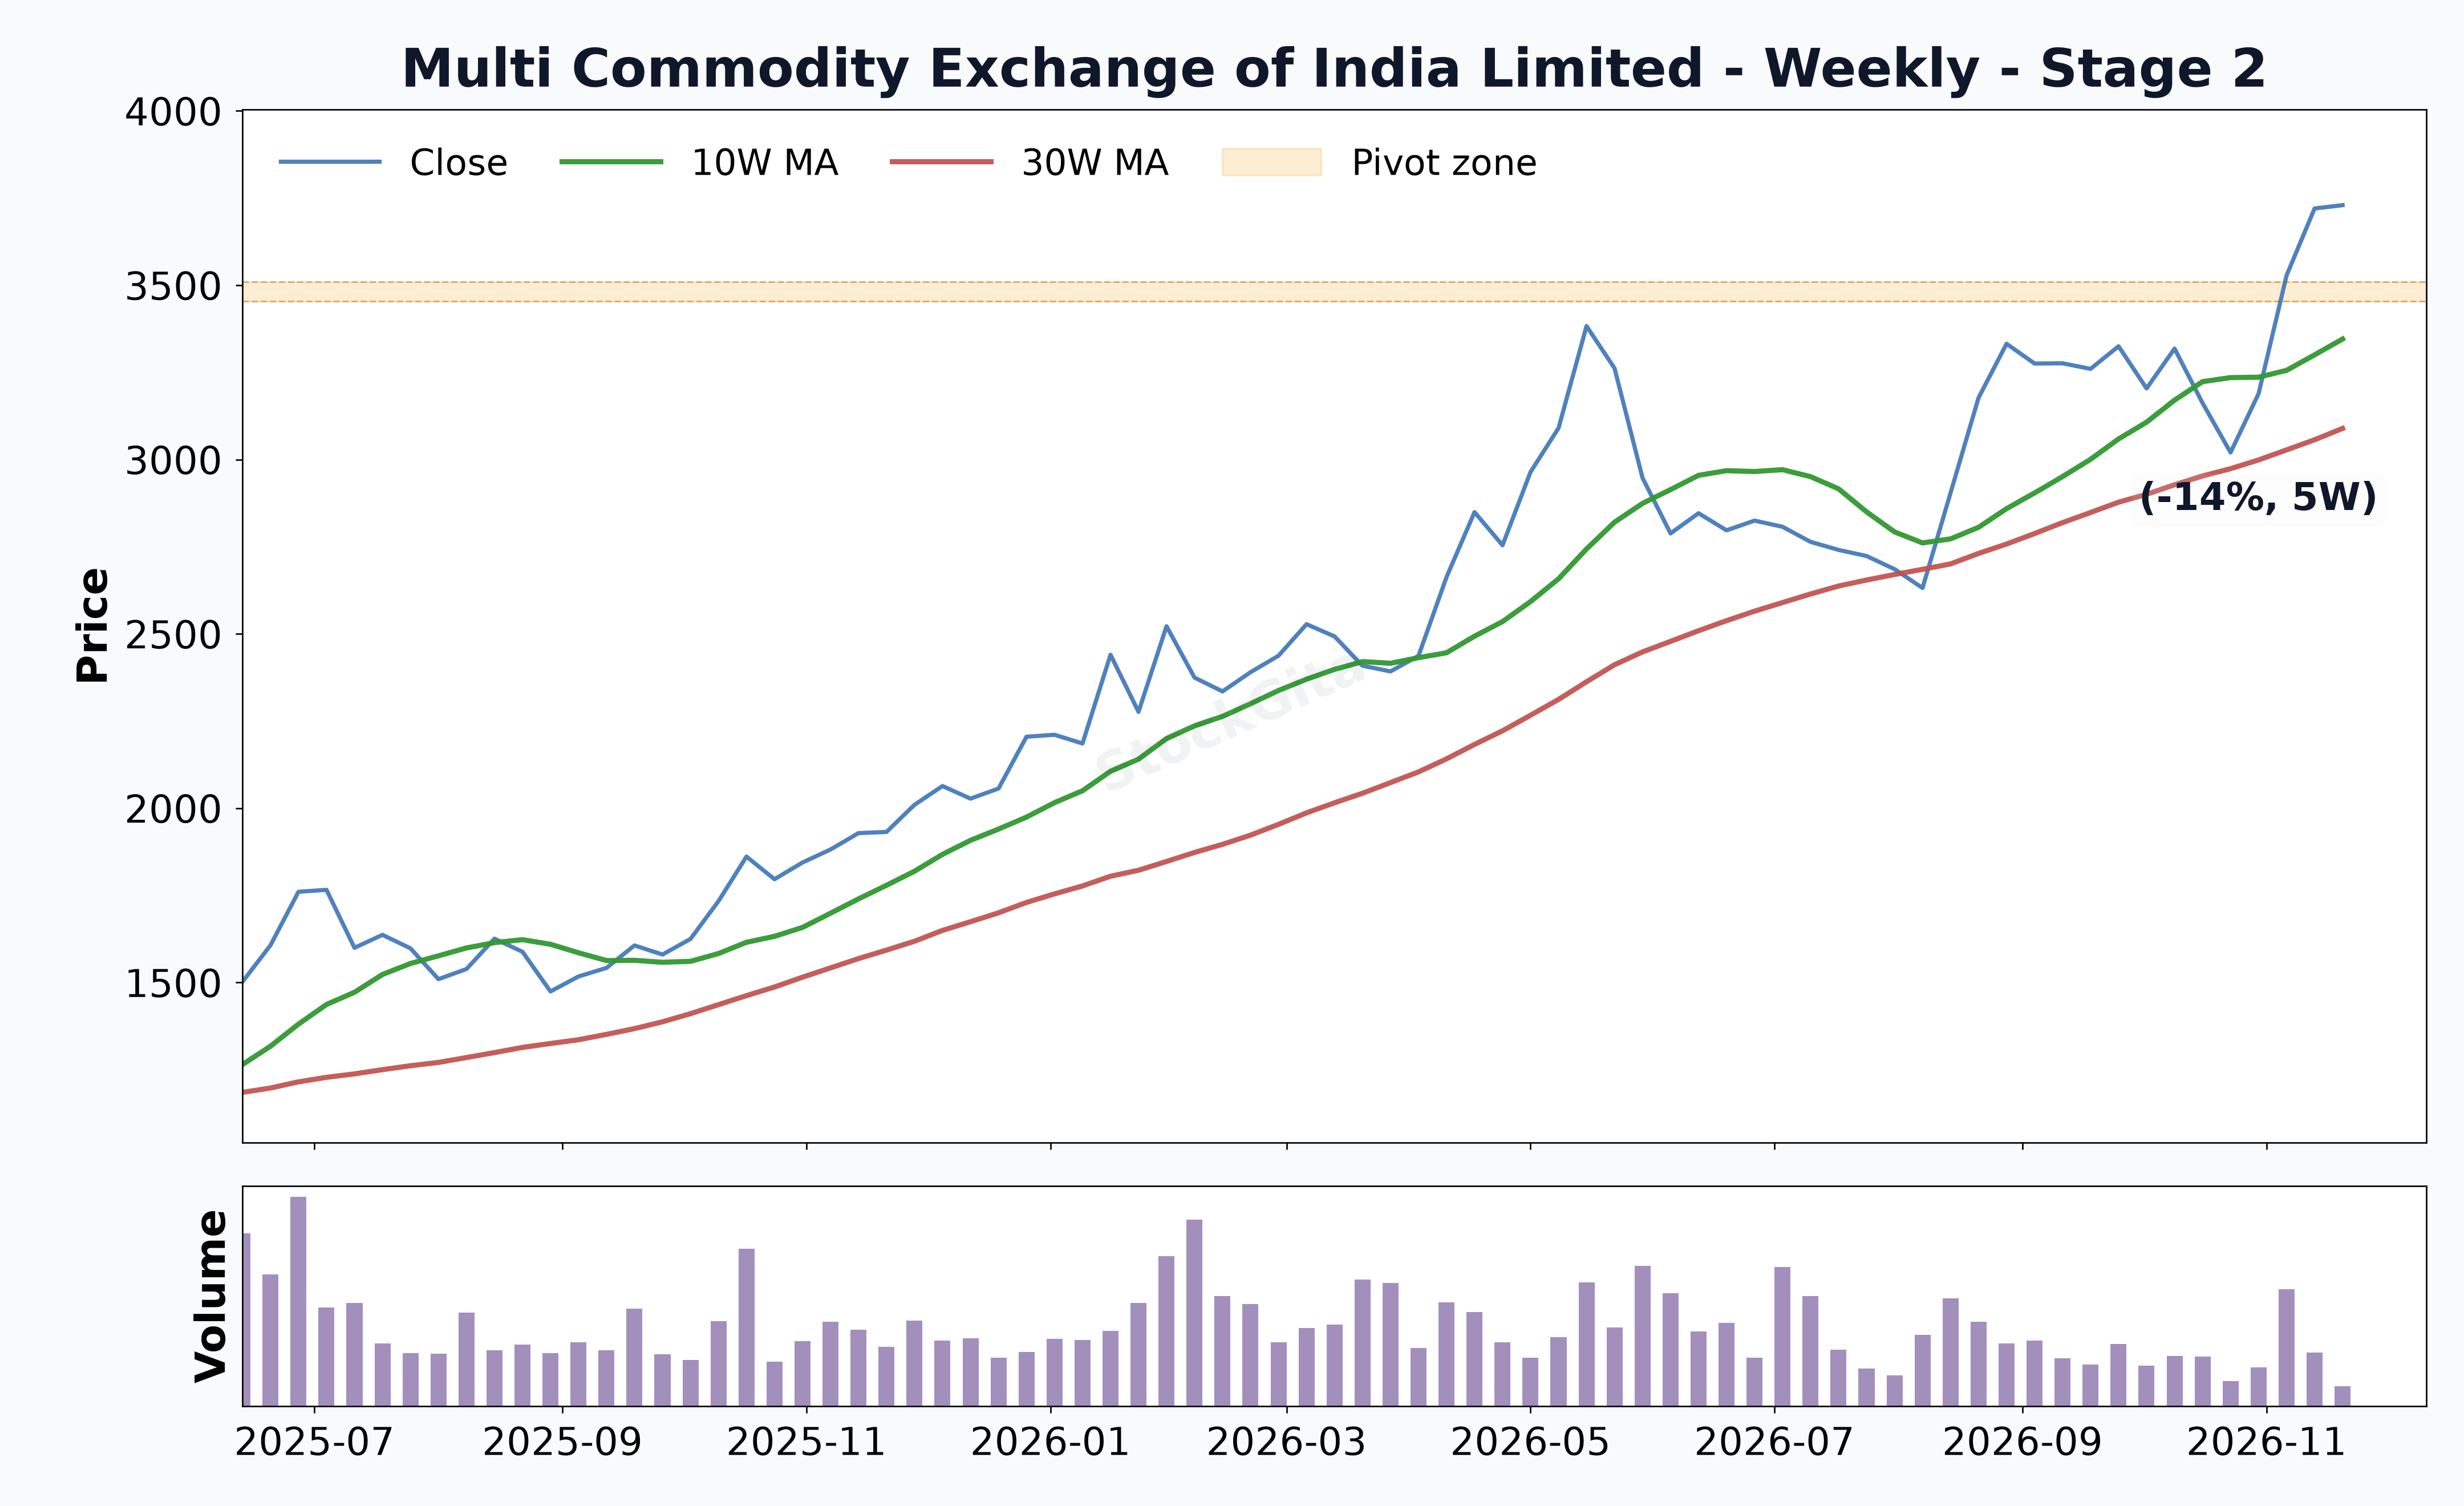 Multi Commodity Exchange of India Limited - Weekly - Stage 2
Close 10W MA 30W MA Pivot zone
4000
3500
3000
2500
2000
1500
Price
(-14%, 5W)
StockGita
Volume
2025-07 2025-09 2025-11 2026-01 2026-03 2026-05 2026-07 2026-09 2026-11